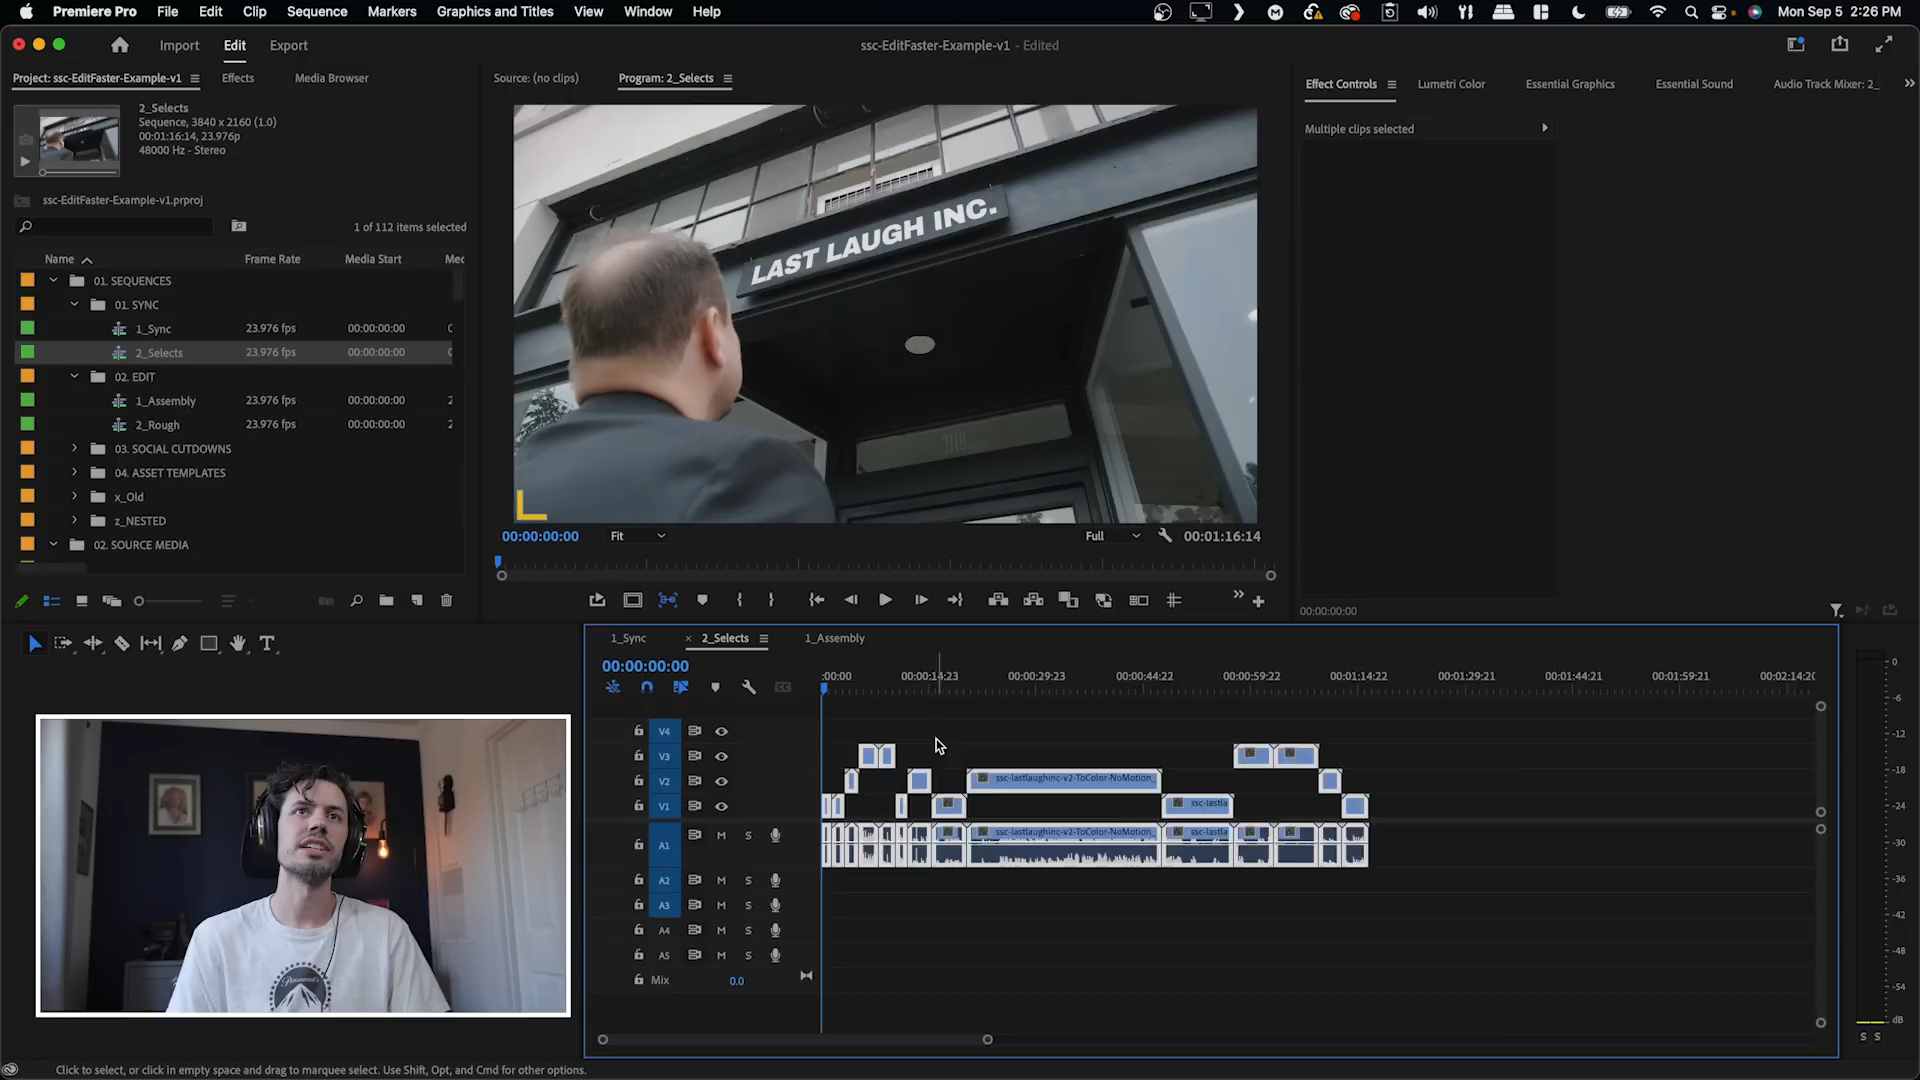 Premiere Pro File Edit Clip Sequence Markers Graphics and Titles View Window Help Mon Sep 5 2:26 PM
Import Edit Export ssc-EditFaster-Example-v1 - Edited
Project: ssc-EditFaster-Example-v1 Effects Media Browser
2_Selects
Sequence, 3840 x 2160 (1.0)
00:01:16:14, 23.976p
48000 Hz - Stereo
ssc-EditFaster-Example-v1.prproj
1 of 112 items selected
Name Frame Rate Media Start Mec
01. SEQUENCES
01. SYNC
1_Sync 23.976 fps 00:00:00:00 0
2_Selects 23.976 fps 00:00:00:00 0
02. EDIT
1_Assembly 23.976 fps 00:00:00:00 2
2_Rough 23.976 fps 00:00:00:00 2
03. SOCIAL CUTDOWNS
04. ASSET TEMPLATES
x_Old
z_NESTED
02. SOURCE MEDIA
Source: (no clips) Program: 2_Selects
LAST LAUGH INC.
00:00:00:00 Fit Full 00:01:16:14
Effect Controls Lumetri Color Essential Graphics Essential Sound Audio Track Mixer: 2_
Multiple clips selected
00:00:00:00
1_Sync × 2_Selects 1_Assembly
00:00:00:00
:00:00 00:00:14:23 00:00:29:23 00:00:44:22 00:00:59:22 00:01:14:22 00:01:29:21 00:01:44:21 00:01:59:21 00:02:14:20
V4
V3
V2 ssc-lastlaughinc-v2-ToColor-NoMotion
V1 ssc-lastla
A1 M S ssc-lastlaughinc-v2-ToColor-NoMotion ssc-lastla
A2 M S
A3 M S
A4 M S
A5 M S
Mix 0.0
0
-6
-12
-18
-24
-30
-36
-42
-48
-54
dB
S S
Click to select, or click in empty space and drag to marquee select. Use Shift, Opt, and Cmd for other options.